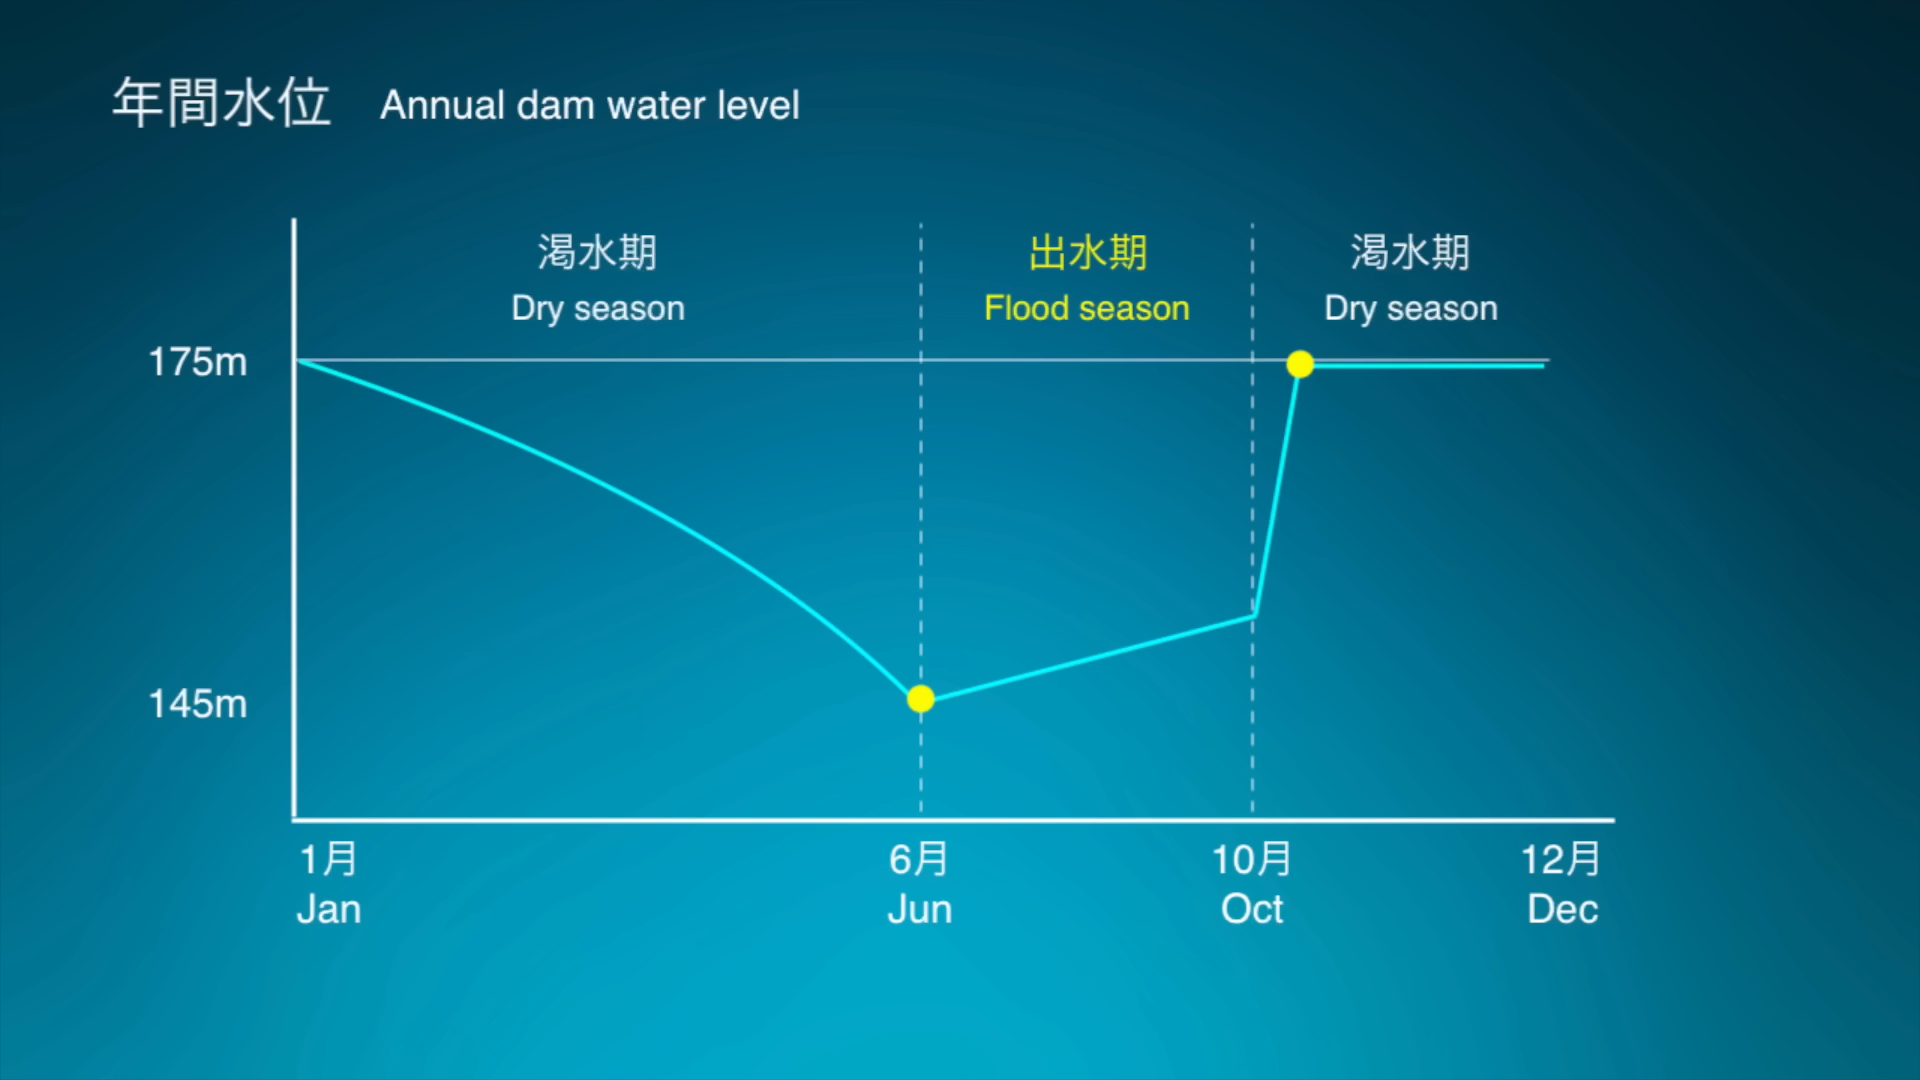 年間水位 Annual dam water level
渇水期
Dry season
出水期
Flood season
渇水期
Dry season
175m
145m
1月
Jan
6月
Jun
10月
Oct
12月
Dec